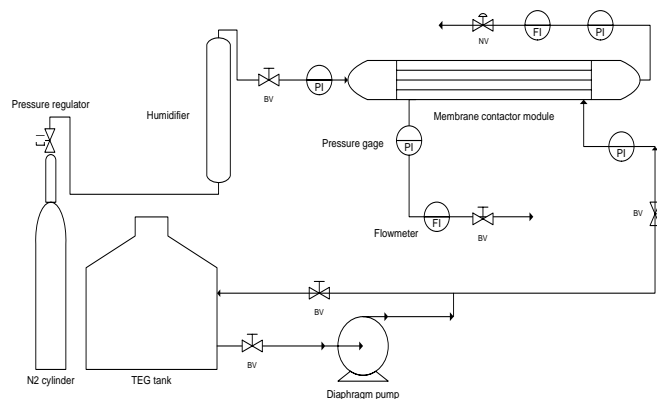 NV
FI
PI
Pressure regulator
Humidifier
BV
PI
Membrane contactor module
Pressure gage
PI
PI
BV
Flowmeter
FI
BV
BV
BV
N2 cylinder
TEG tank
Diaphragm pump